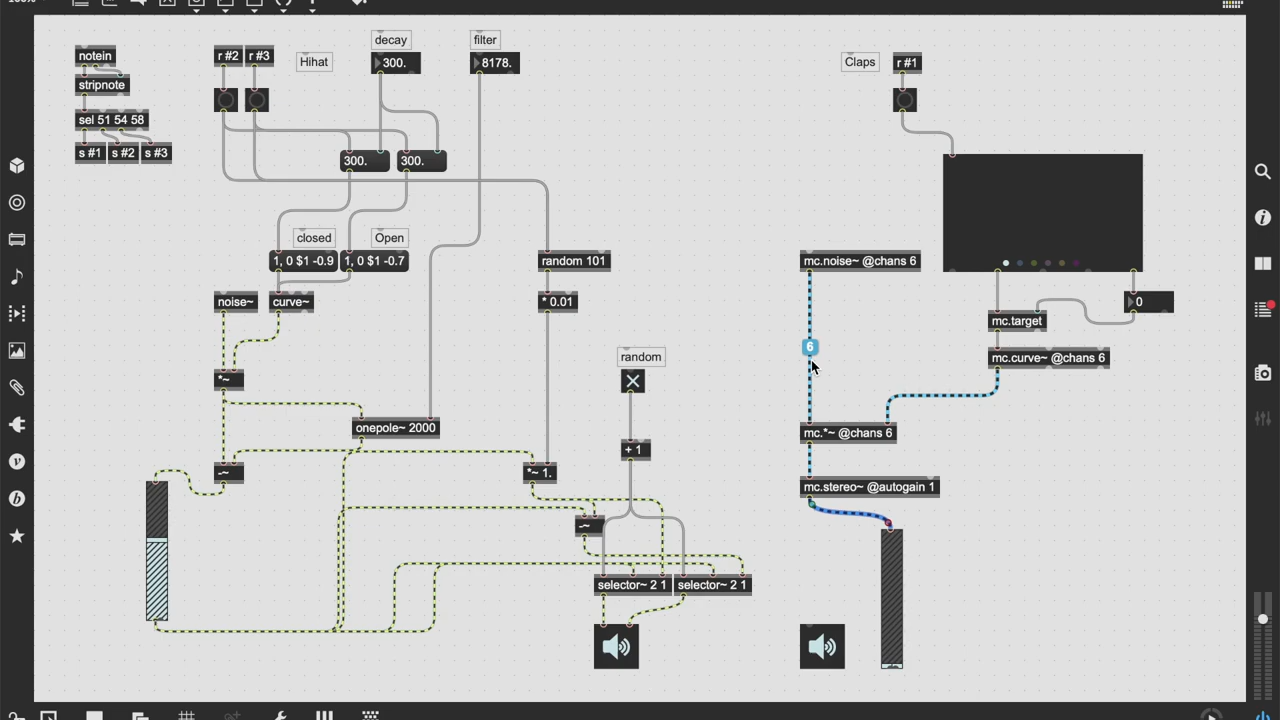 decay
filter
notein
r #2
r #3
Hihat
300.
8178.
Claps
r #1
stripnote
sel 51 54 58
s #1
s #2
s #3
300.
300.
closed
Open
1, 0 $1 -0.9
1, 0 $1 -0.7
random 101
mc.noise~ @chans 6
noise~
curve~
* 0.01
0
mc.target
6
random
mc.curve~ @chans 6
*~
onepole~ 2000
mc.*~ @chans 6
+ 1
-~
*~ 1.
mc.stereo~ @autogain 1
-~
selector~ 2 1
selector~ 2 1